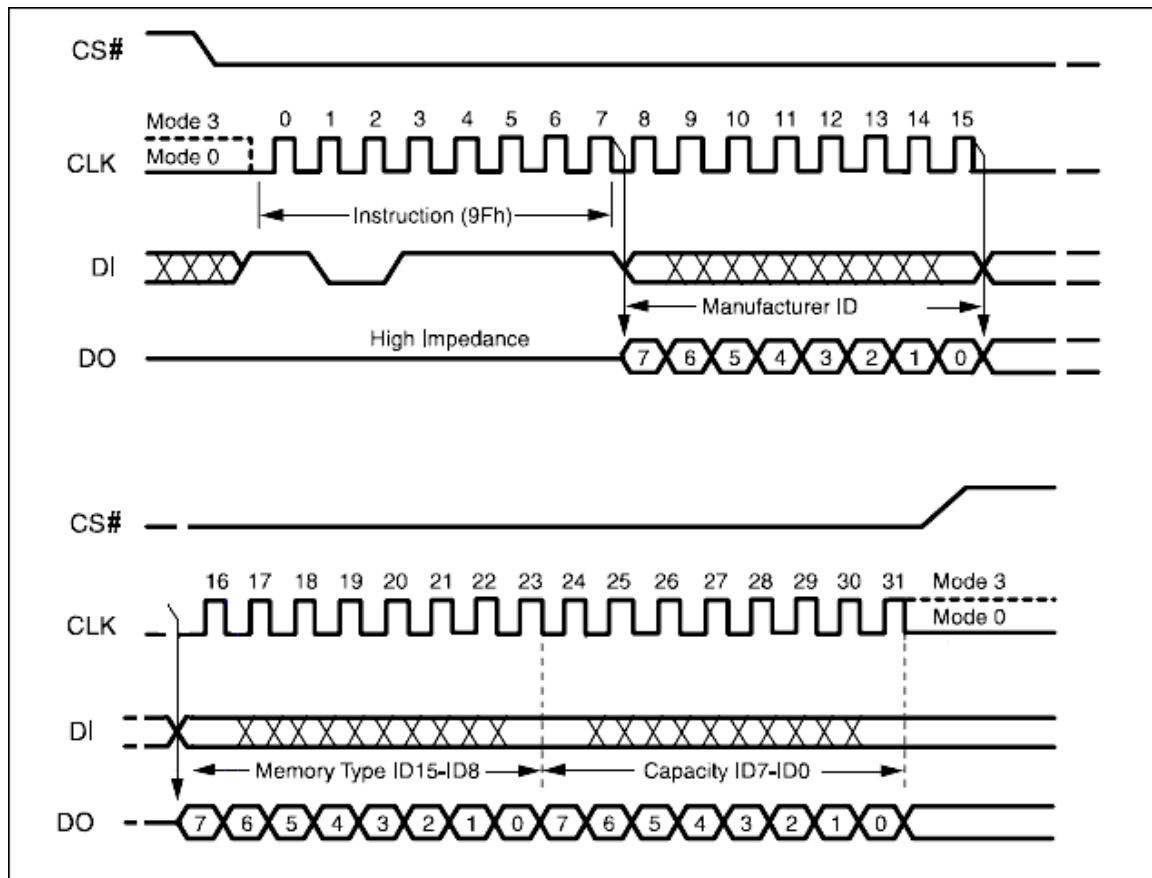 CS#
Mode 3
0 1 2 3 4 5 6 7 8 9 10 11 12 13 14 15
Mode 0
CLK
Instruction (9Fh)
DI
Manufacturer ID
High Impedance
DO
7 6 5 4 3 2 1 0
CS#
16 17 18 19 20 21 22 23 24 25 26 27 28 29 30 31
Mode 3
CLK
Mode 0
DI
Memory Type ID15-ID8
Capacity ID7-ID0
DO
7 6 5 4 3 2 1 0 7 6 5 4 3 2 1 0